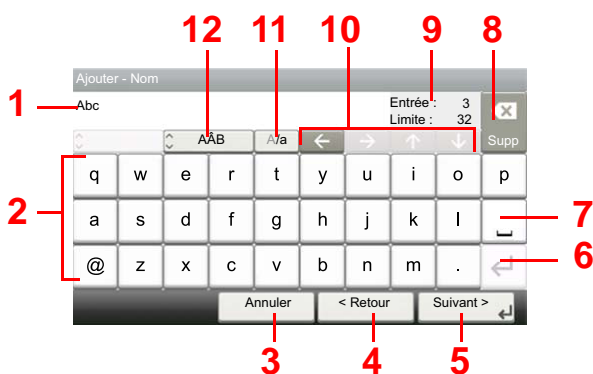 12 11 10 9 8
Ajouter - Nom
1 Abc Entrée : 3
Limite : 32
AÂB A/a ← → ↑ ↓ Supp
q w e r t y u i o p
2
a s d f g h j k l 7
@ z x c v b n m . 6
Annuler < Retour Suivant >
3 4 5